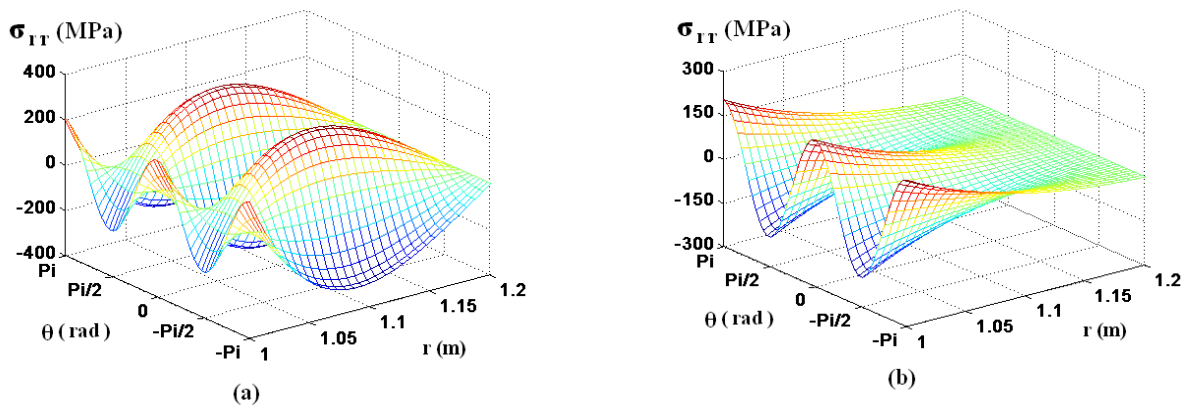 σrr (MPa)
400
200
0
-200
-400
Pi
Pi/2
0
-Pi/2
-Pi
θ ( rad )
1
1.05
1.1
1.15
1.2
r (m)
(a)
σrr (MPa)
300
150
0
-150
-300
Pi
Pi/2
0
-Pi/2
-Pi
θ ( rad )
1
1.05
1.1
1.15
1.2
r (m)
(b)